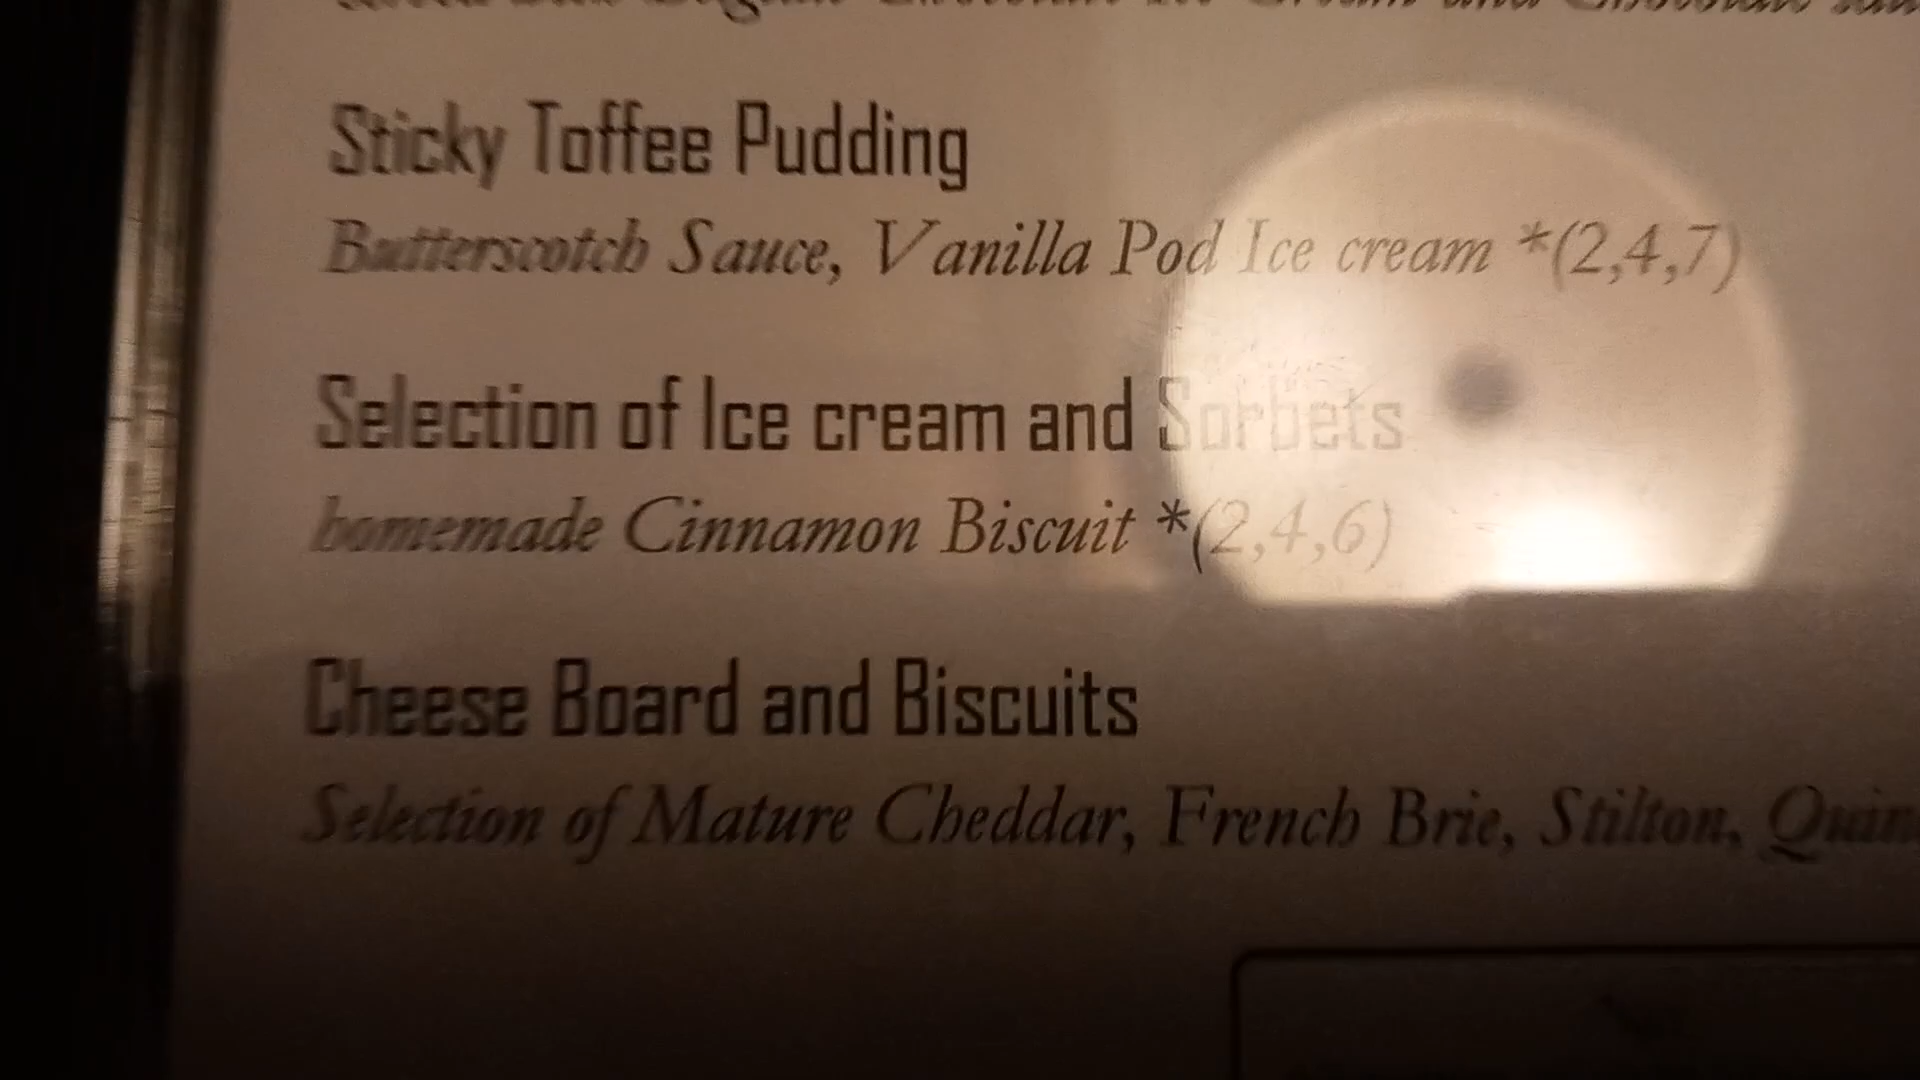 Sticky Toffee Pudding
Butterscotch Sauce, Vanilla Pod Ice cream *(2,4,7)
Selection of Ice cream and Sorbets
homemade Cinnamon Biscuit *(2,4,6)
Cheese Board and Biscuits
Selection of Mature Cheddar, French Brie, Stilton,